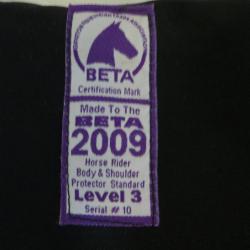 BETA
Certification Mark
Made To The
BETA
2009
Horse Rider
Body & Shoulder
Protector Standard
Level 3
Serial # 10